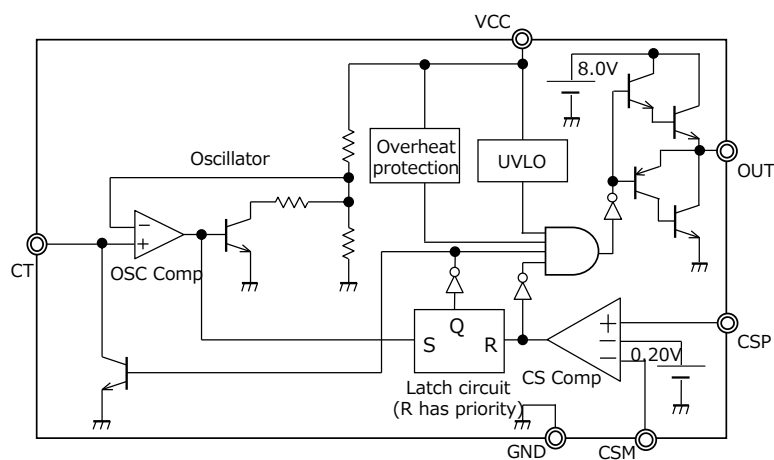 VCC
8.0V
Oscillator
Overheat
protection
UVLO
OUT
−
+
CT
OSC Comp
Q
S
R
+
−
−
CSP
0.20V
CS Comp
Latch circuit
(R has priority)
GND
CSM